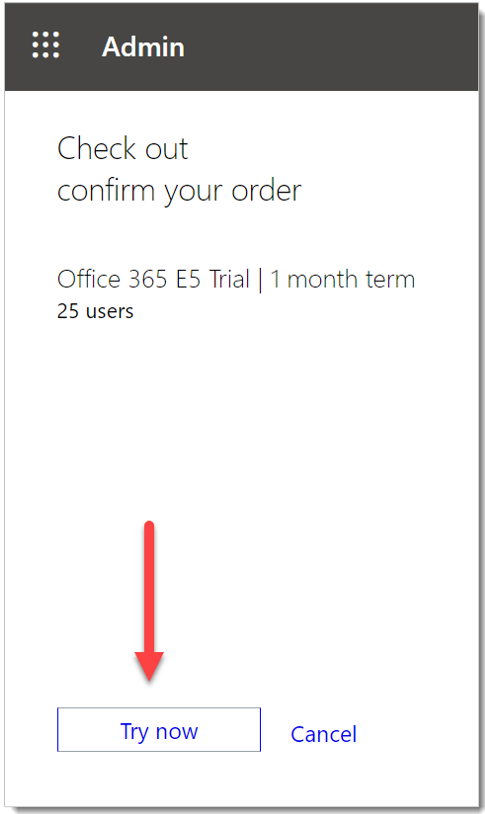 Admin
Check out
confirm your order
Office 365 E5 Trial | 1 month term
25 users
Try now
Cancel